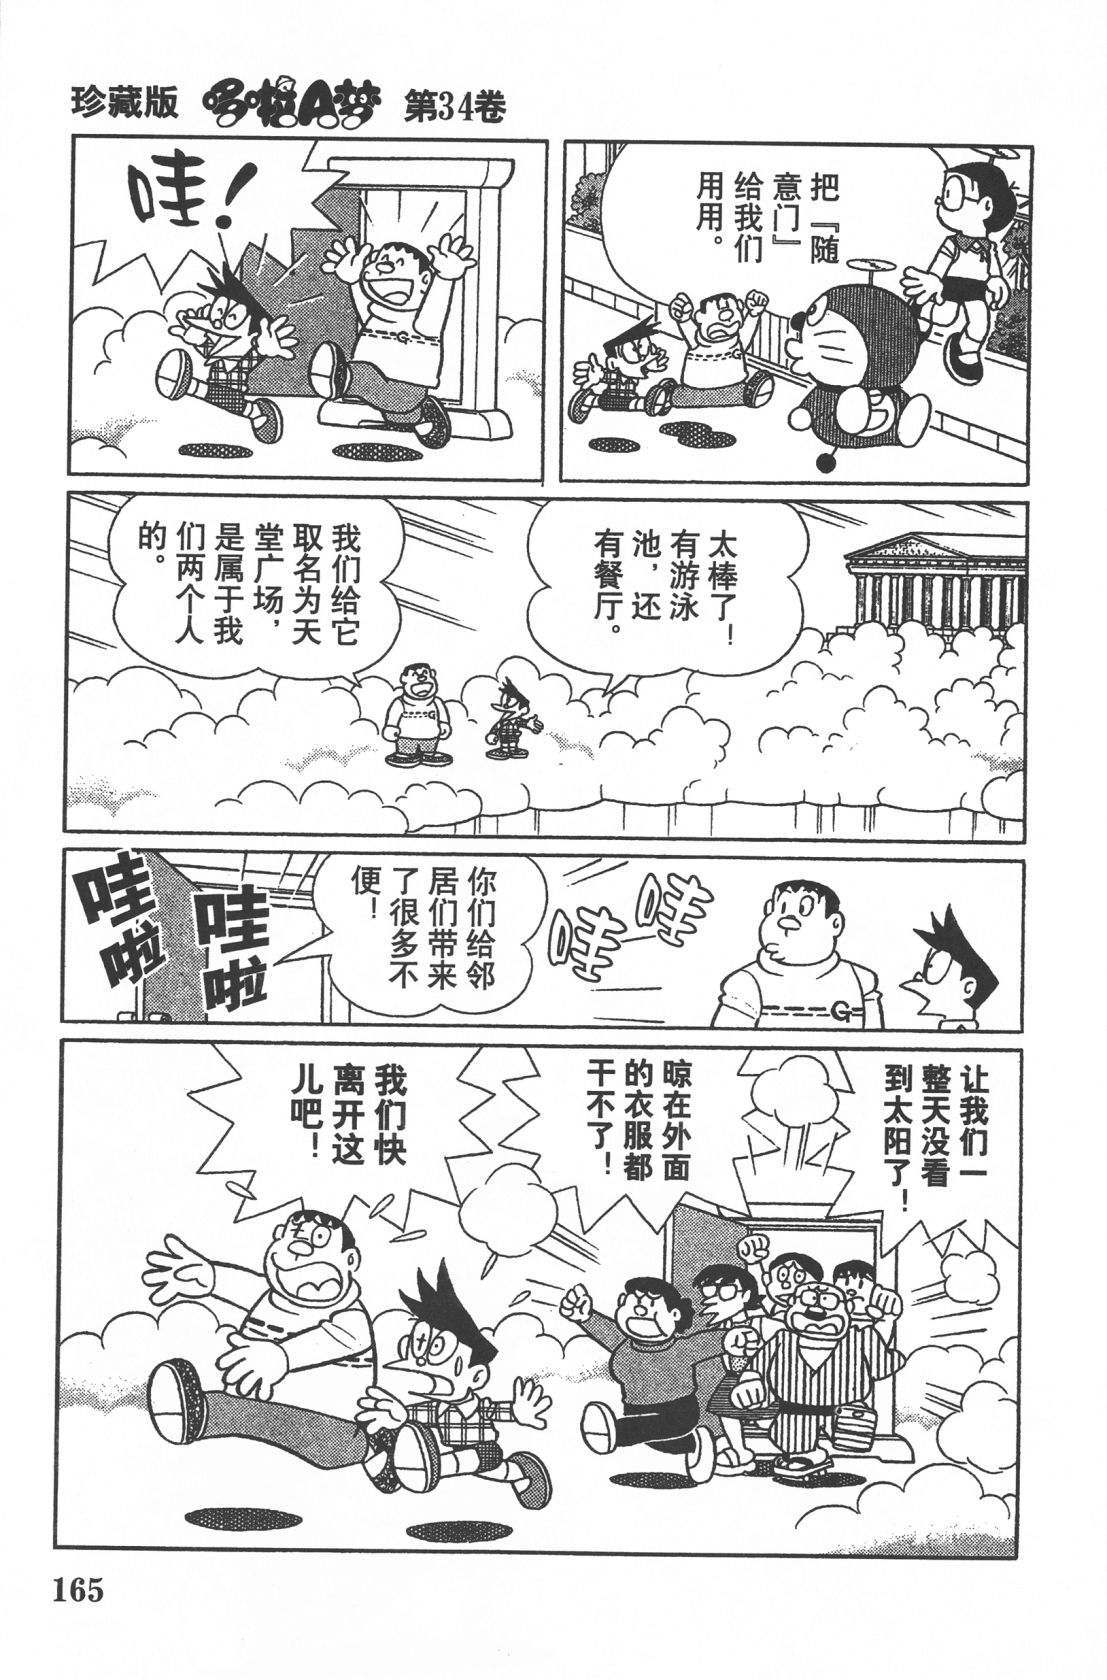 珍藏版 哆啦A梦 第34卷
把『随
意门』
给我们
用用。
哇！
太棒了！
有游泳
池，还
有餐厅。
我们给它
取名为天
堂广场，
是属于我
们两个人
的。
哇
哇
你们给邻
居们带来
了很多不
便！
哇啦
哇啦
让我们一
整天没看
到太阳了！
晾在外面
的衣服都
干不了！
我们快
离开这
儿吧！
G
G
G
165